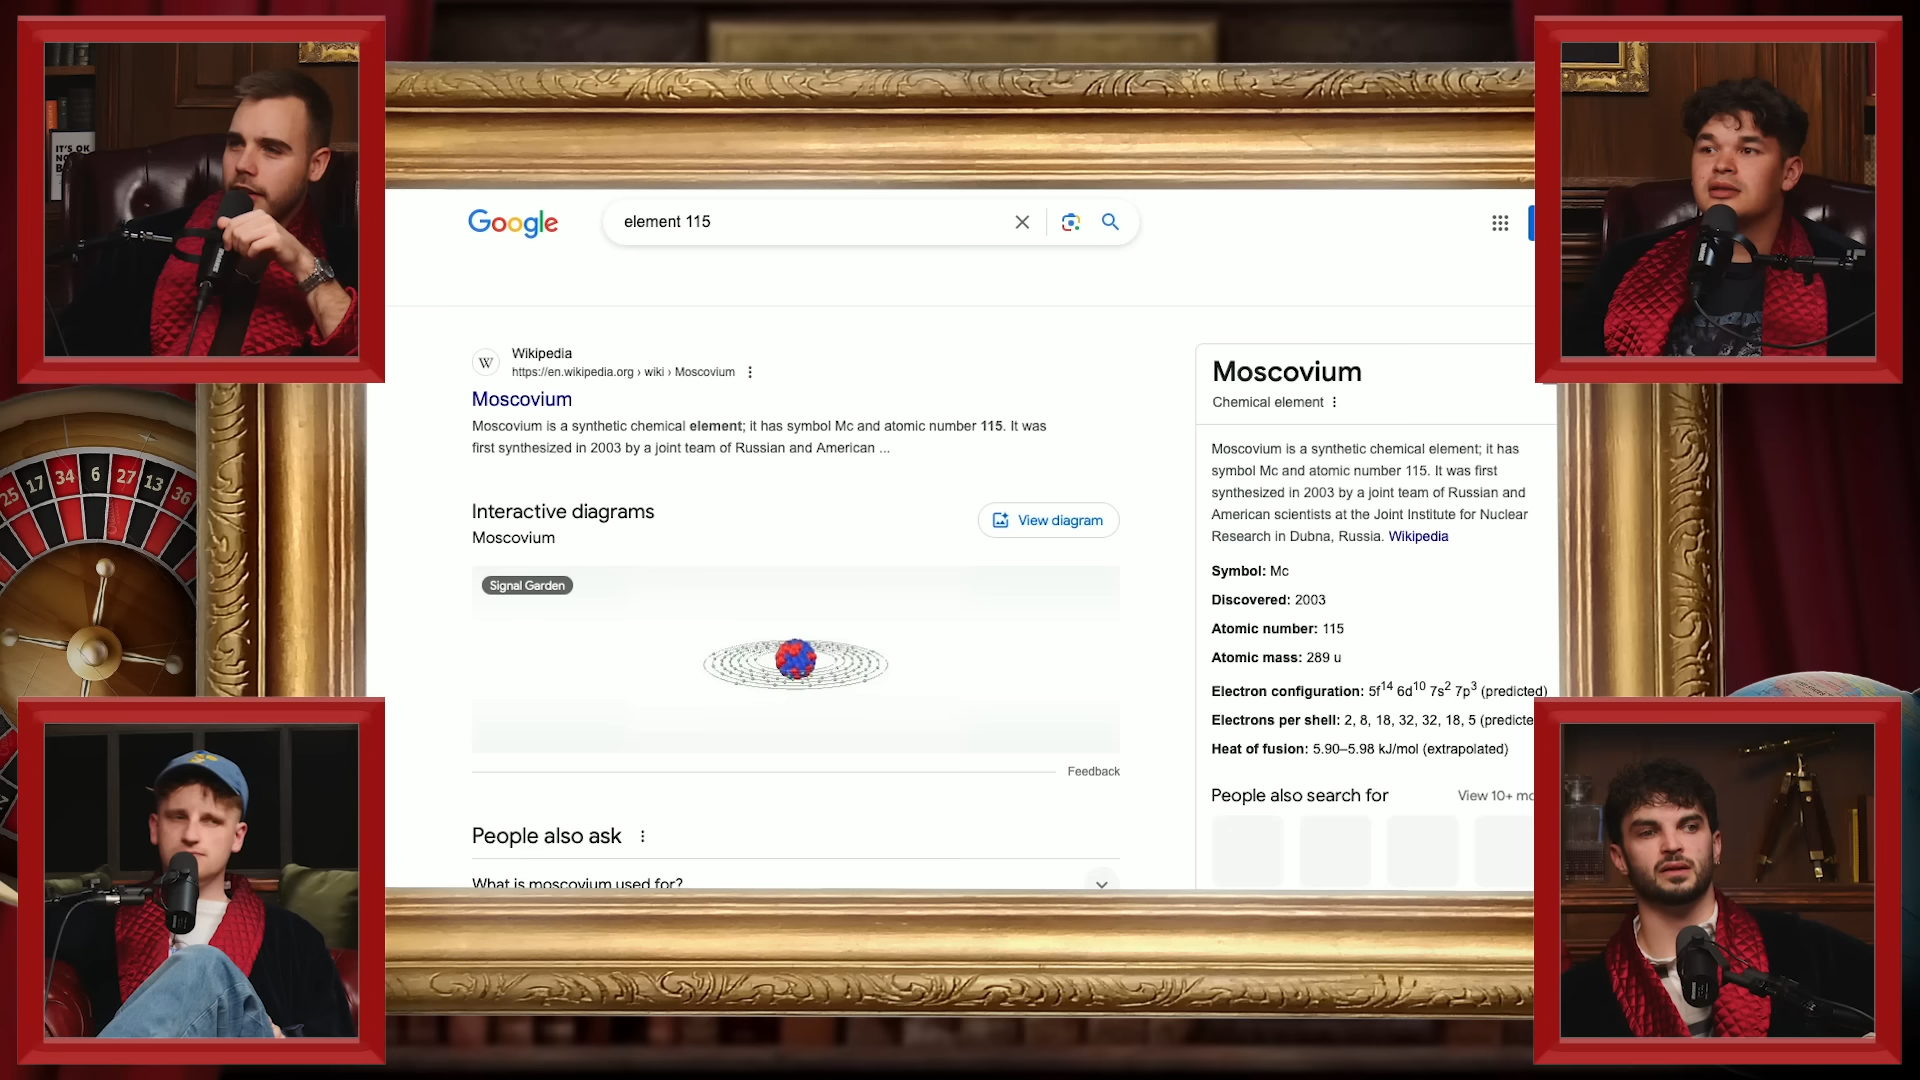 IT'S OK
Google
element 115
Wikipedia
https://en.wikipedia.org › wiki › Moscovium
Moscovium
Moscovium is a synthetic chemical element; it has symbol Mc and atomic number 115. It was
first synthesized in 2003 by a joint team of Russian and American ...
Interactive diagrams
Moscovium
View diagram
Signal Garden
Feedback
People also ask
What is moscovium used for?
Moscovium
Chemical element
Moscovium is a synthetic chemical element; it has
symbol Mc and atomic number 115. It was first
synthesized in 2003 by a joint team of Russian and
American scientists at the Joint Institute for Nuclear
Research in Dubna, Russia. Wikipedia
Symbol: Mc
Discovered: 2003
Atomic number: 115
Atomic mass: 289 u
Electron configuration: 5f14 6d10 7s2 7p3 (predicted)
Electrons per shell: 2, 8, 18, 32, 32, 18, 5 (predicte
Heat of fusion: 5.90–5.98 kJ/mol (extrapolated)
People also search for
View 10+ mo
25 17 34 6 27 13 36